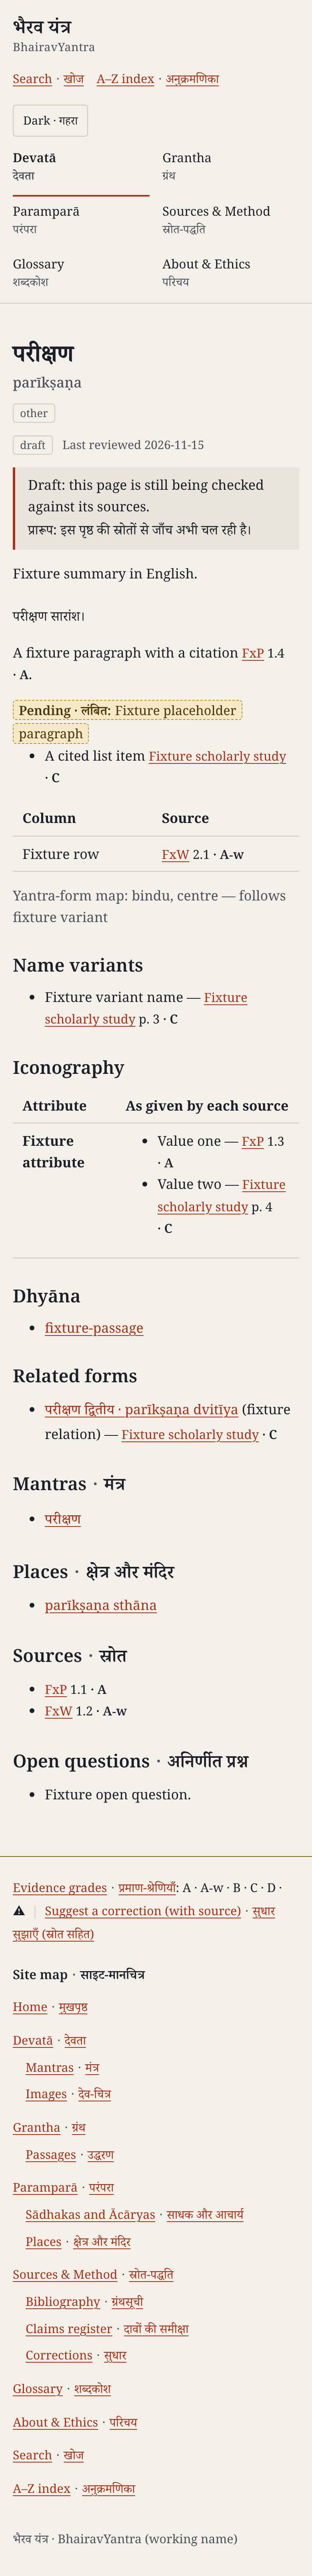 भैरव यंत्र
BhairavYantra
Search · खोज A–Z index · अनुक्रमणिका
Dark · गहरा
Devatā
देवता
Grantha
ग्रंथ
Paramparā
परंपरा
Sources & Method
स्रोत-पद्धति
Glossary
शब्दकोश
About & Ethics
परिचय
परीक्षण
parīkṣaṇa
other
draft Last reviewed 2026-11-15
Draft: this page is still being checked
against its sources.
प्रारूप: इस पृष्ठ की स्रोतों से जाँच अभी चल रही है।
Fixture summary in English.
परीक्षण सारांश।
A fixture paragraph with a citation FxP 1.4
· A.
Pending · लंबित: Fixture placeholder
paragraph
• A cited list item Fixture scholarly study
· C
Column Source
Fixture row FxW 2.1 · A-w
Yantra-form map: bindu, centre — follows
fixture variant
Name variants
• Fixture variant name — Fixture
scholarly study p. 3 · C
Iconography
Attribute As given by each source
Fixture
attribute
• Value one — FxP 1.3
· A
• Value two — Fixture
scholarly study p. 4
· C
Dhyāna
• fixture-passage
Related forms
• परीक्षण द्वितीय · parīkṣaṇa dvitīya (fixture
relation) — Fixture scholarly study · C
Mantras · मंत्र
• परीक्षण
Places · क्षेत्र और मंदिर
• parīkṣaṇa sthāna
Sources · स्रोत
• FxP 1.1 · A
• FxW 1.2 · A-w
Open questions · अनिर्णीत प्रश्न
• Fixture open question.
Evidence grades · प्रमाण-श्रेणियाँ: A · A-w · B · C · D ·
⚠ | Suggest a correction (with source) · सुधार
सुझाएँ (स्रोत सहित)
Site map · साइट-मानचित्र
Home · मुखपृष्ठ
Devatā · देवता
Mantras · मंत्र
Images · देव-चित्र
Grantha · ग्रंथ
Passages · उद्धरण
Paramparā · परंपरा
Sādhakas and Ācāryas · साधक और आचार्य
Places · क्षेत्र और मंदिर
Sources & Method · स्रोत-पद्धति
Bibliography · ग्रंथसूची
Claims register · दावों की समीक्षा
Corrections · सुधार
Glossary · शब्दकोश
About & Ethics · परिचय
Search · खोज
A–Z index · अनुक्रमणिका
भैरव यंत्र · BhairavYantra (working name)